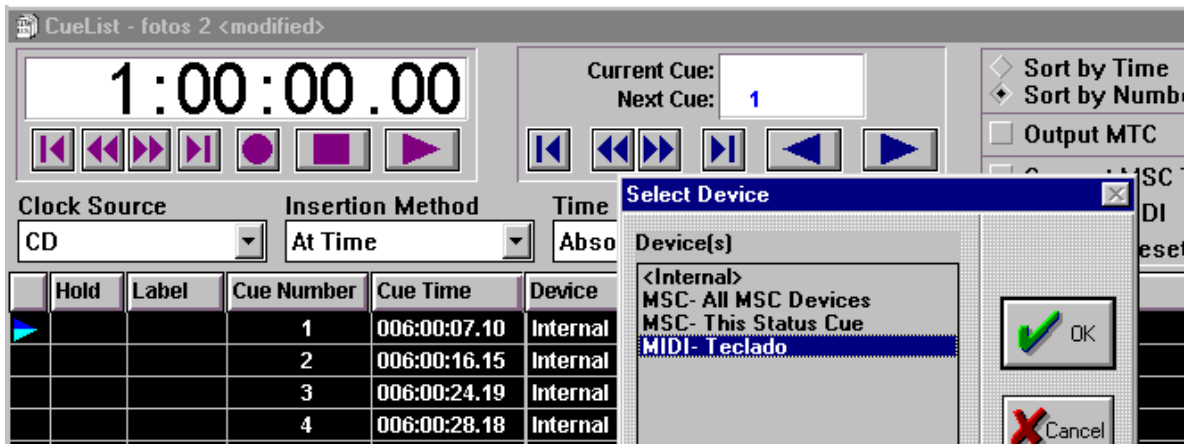 CueList - fotos 2 <modified>
1:00:00.00
Current Cue:
Next Cue: 1
Sort by Time
Sort by Numb
Output MTC
MSC
DI
eset
Clock Source
Insertion Method
Time
CD
At Time
Abso
Select Device
Device(s)
<Internal>
MSC- All MSC Devices
MSC- This Status Cue
MIDI- Teclado
OK
Cancel
Hold Label Cue Number Cue Time Device
1 006:00:07.10 Internal
2 006:00:16.15 Internal
3 006:00:24.19 Internal
4 006:00:28.18 Internal